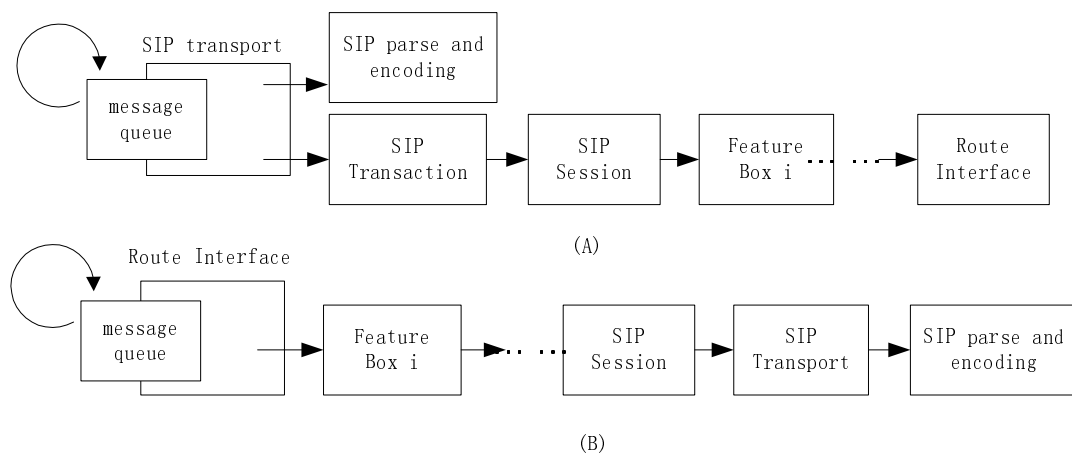 SIP transport
message
queue
SIP parse and
encoding
SIP
Transaction
SIP
Session
Feature
Box i
Route
Interface
(A)
Route Interface
message
queue
Feature
Box i
SIP
Session
SIP
Transport
SIP parse and
encoding
(B)